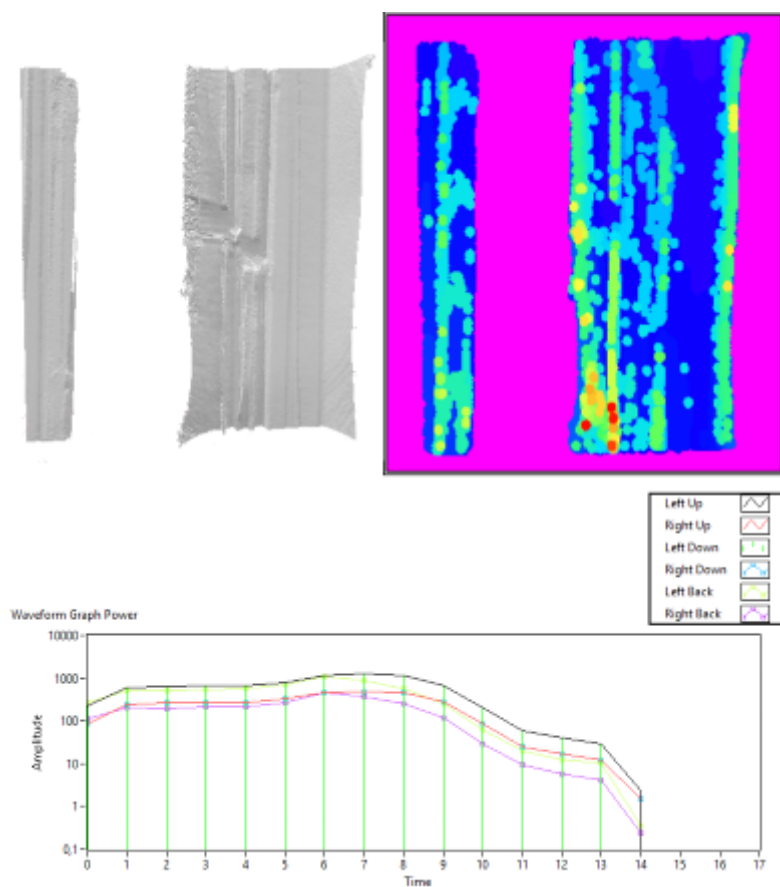 Left Up
Right Up
Left Down
Right Down
Left Back
Right Back
Waveform Graph Power
10000
1000
100
10
1
0,1
Amplitude
0 1 2 3 4 5 6 7 8 9 10 11 12 13 14 15 16 17
Time